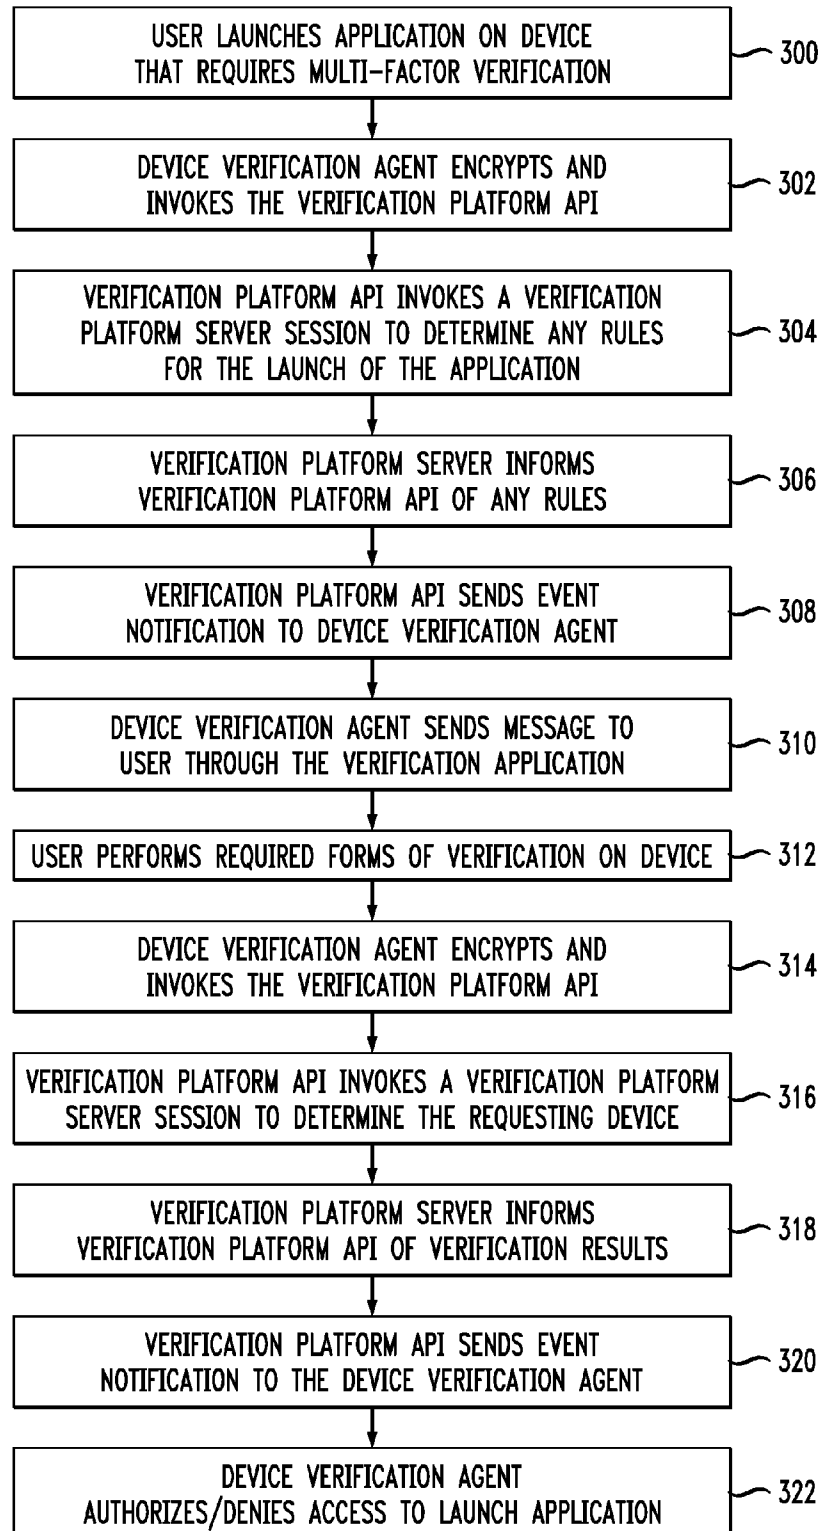 USER LAUNCHES APPLICATION ON DEVICE
THAT REQUIRES MULTI-FACTOR VERIFICATION
300
DEVICE VERIFICATION AGENT ENCRYPTS AND
INVOKES THE VERIFICATION PLATFORM API
302
VERIFICATION PLATFORM API INVOKES A VERIFICATION
PLATFORM SERVER SESSION TO DETERMINE ANY RULES
FOR THE LAUNCH OF THE APPLICATION
304
VERIFICATION PLATFORM SERVER INFORMS
VERIFICATION PLATFORM API OF ANY RULES
306
VERIFICATION PLATFORM API SENDS EVENT
NOTIFICATION TO DEVICE VERIFICATION AGENT
308
DEVICE VERIFICATION AGENT SENDS MESSAGE TO
USER THROUGH THE VERIFICATION APPLICATION
310
USER PERFORMS REQUIRED FORMS OF VERIFICATION ON DEVICE
312
DEVICE VERIFICATION AGENT ENCRYPTS AND
INVOKES THE VERIFICATION PLATFORM API
314
VERIFICATION PLATFORM API INVOKES A VERIFICATION PLATFORM
SERVER SESSION TO DETERMINE THE REQUESTING DEVICE
316
VERIFICATION PLATFORM SERVER INFORMS
VERIFICATION PLATFORM API OF VERIFICATION RESULTS
318
VERIFICATION PLATFORM API SENDS EVENT
NOTIFICATION TO THE DEVICE VERIFICATION AGENT
320
DEVICE VERIFICATION AGENT
AUTHORIZES/DENIES ACCESS TO LAUNCH APPLICATION
322